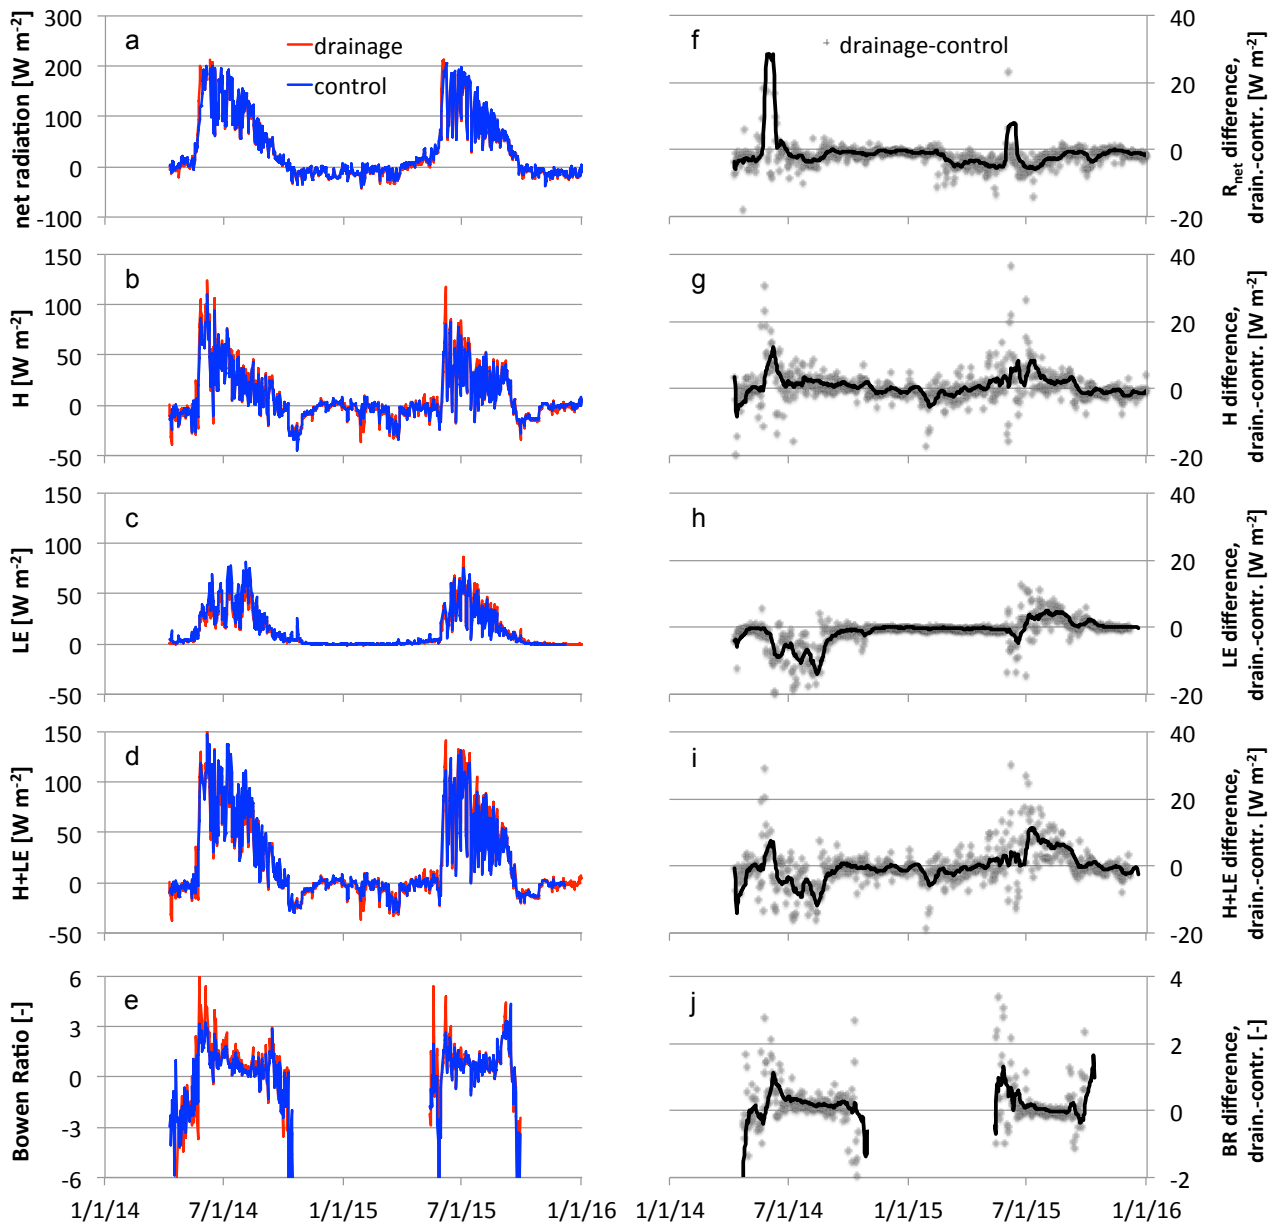 net radiation [W m-2]
300
200
100
0
-100
a
drainage
control
f
drainage-control
40
20
0
-20
Rnet difference,
drain.-contr. [W m-2]
H [W m-2]
150
100
50
0
-50
b
g
40
20
0
-20
H difference,
drain.-contr. [W m-2]
LE [W m-2]
150
100
50
0
-50
c
h
40
20
0
-20
LE difference,
drain.-contr. [W m-2]
H+LE [W m-2]
150
100
50
0
-50
d
i
40
20
0
-20
H+LE difference,
drain.-contr. [W m-2]
Bowen Ratio [-]
6
3
0
-3
-6
e
j
4
2
0
-2
BR difference,
drain.-contr. [-]
1/1/14 7/1/14 1/1/15 7/1/15 1/1/16
1/1/14 7/1/14 1/1/15 7/1/15 1/1/16